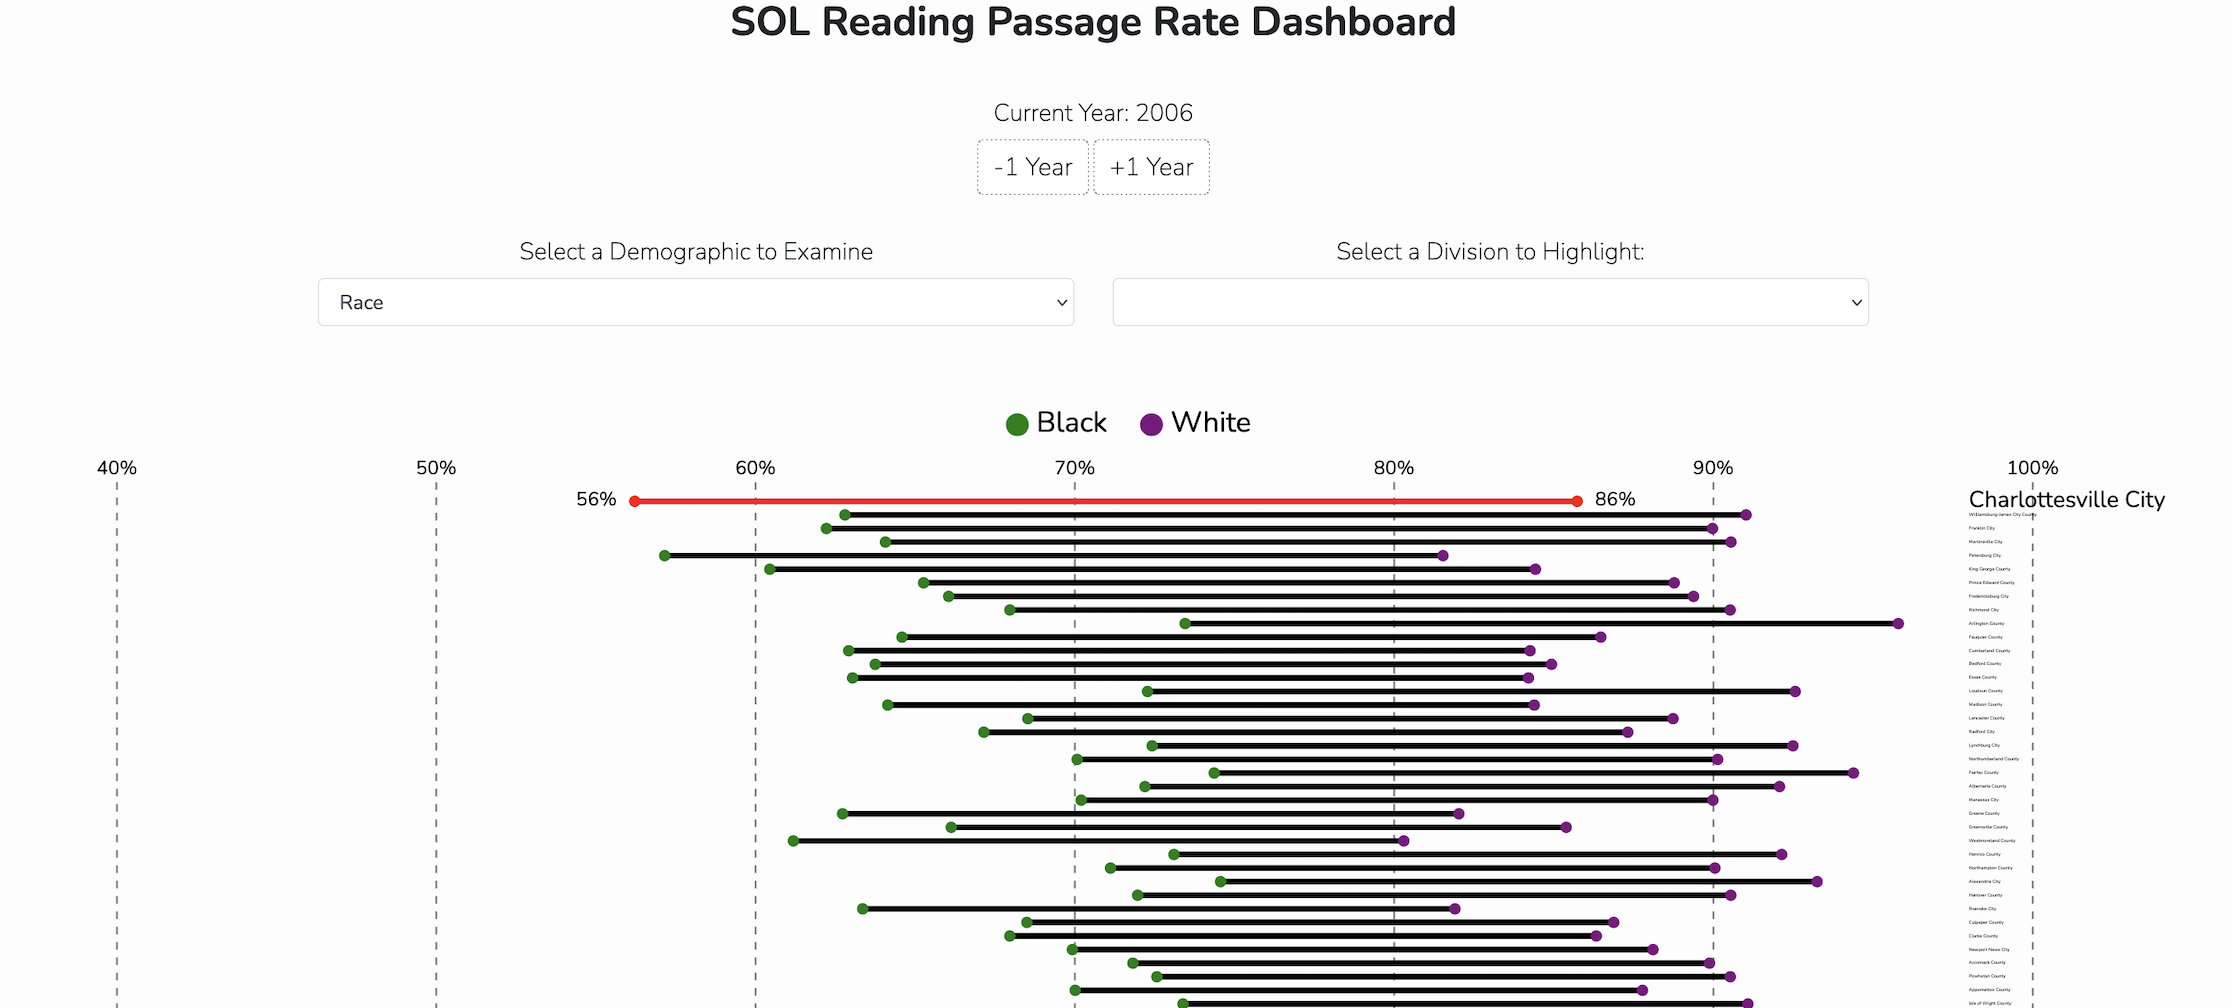 SOL Reading Passage Rate Dashboard
Current Year: 2006
-1 Year +1 Year
Select a Demographic to Examine Select a Division to Highlight:
Race
Black White
40% 50% 60% 70% 80% 90% 100%
56% 86% Charlottesville City
Williamsburg-James City County
Franklin City
Martinsville City
Petersburg City
King George County
Prince Edward County
Fredericksburg City
Richmond City
Arlington County
Fauquier County
Cumberland County
Bedford County
Essex County
Loudoun County
Madison County
Lancaster County
Radford City
Lynchburg City
Northumberland County
Fairfax County
Albemarle County
Manassas City
Greene County
Greensville County
Westmoreland County
Henrico County
Northampton County
Alexandria City
Hanover County
Roanoke City
Culpeper County
Clarke County
Newport News City
Accomack County
Powhatan County
Appomattox County
Isle of Wight County